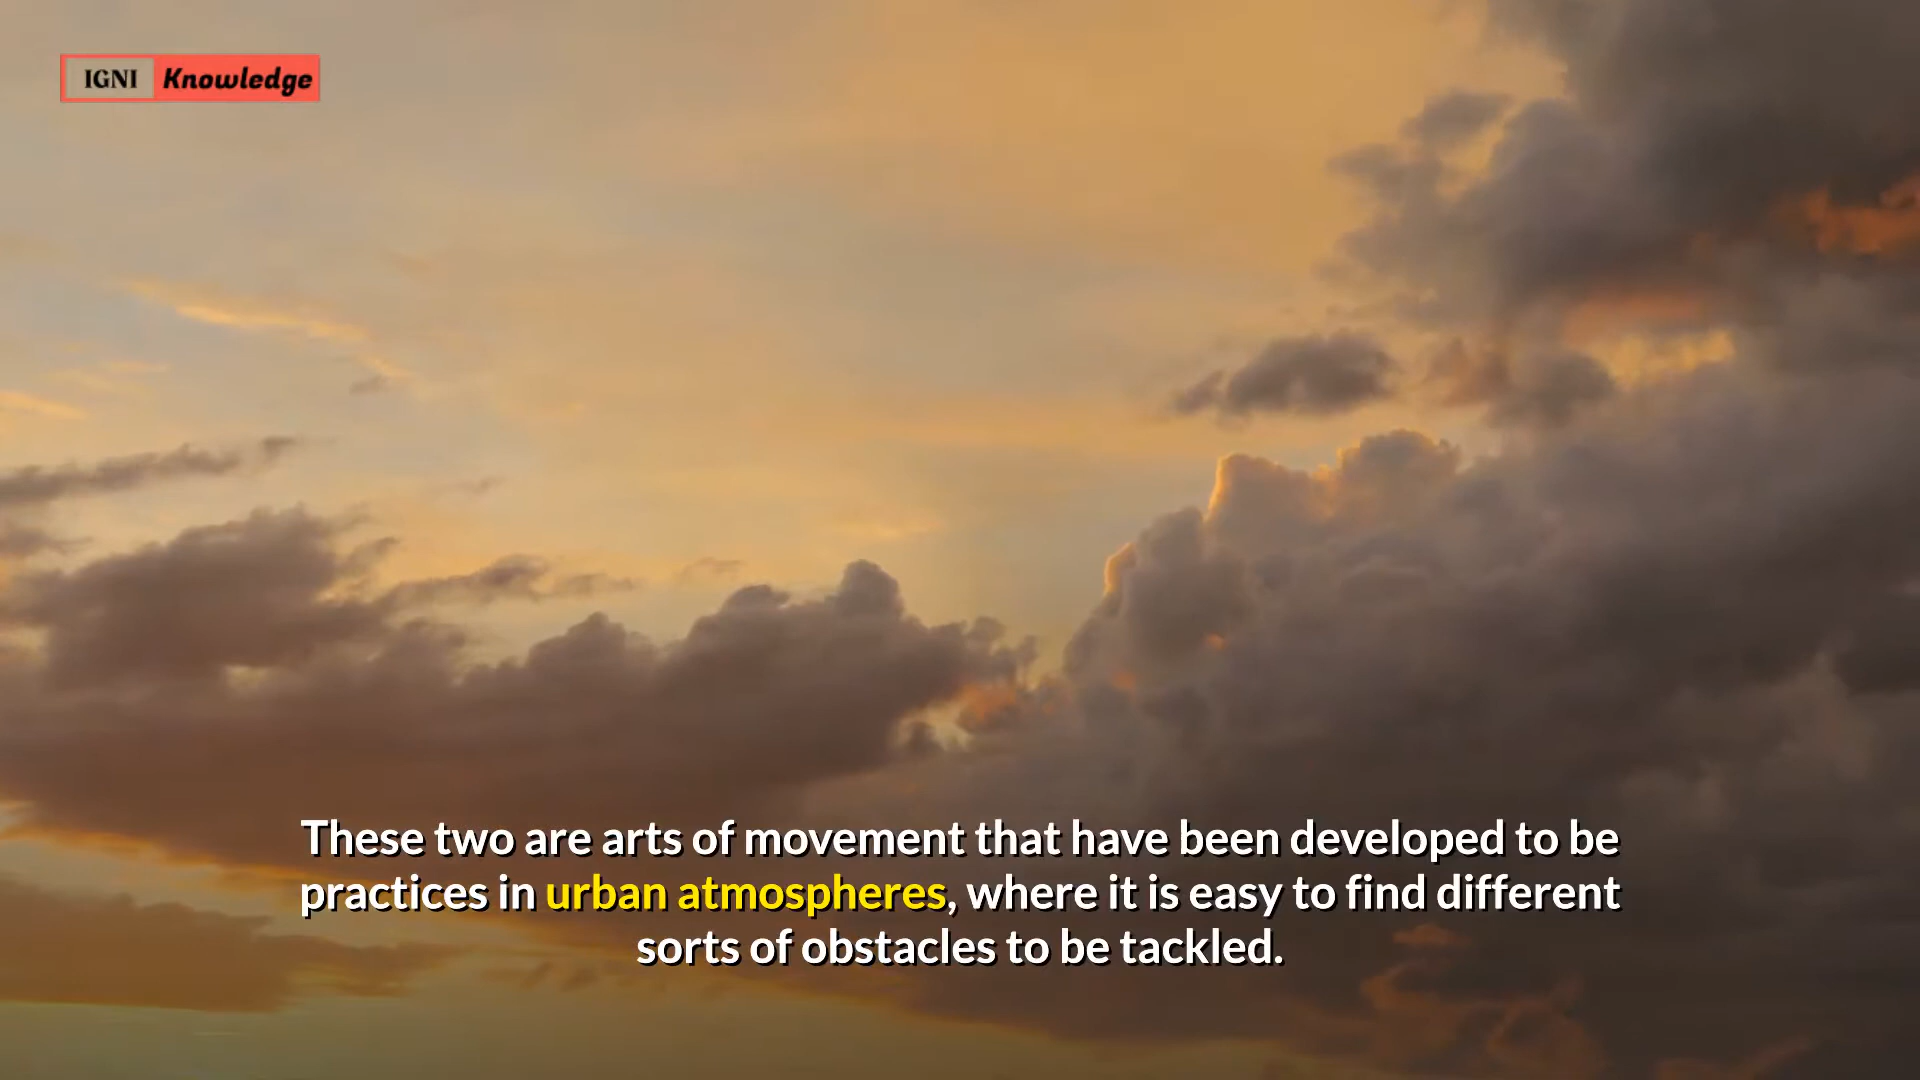 IGNI Knowledge
These two are arts of movement that have been developed to be
practices in urban atmospheres, where it is easy to find different
sorts of obstacles to be tackled.